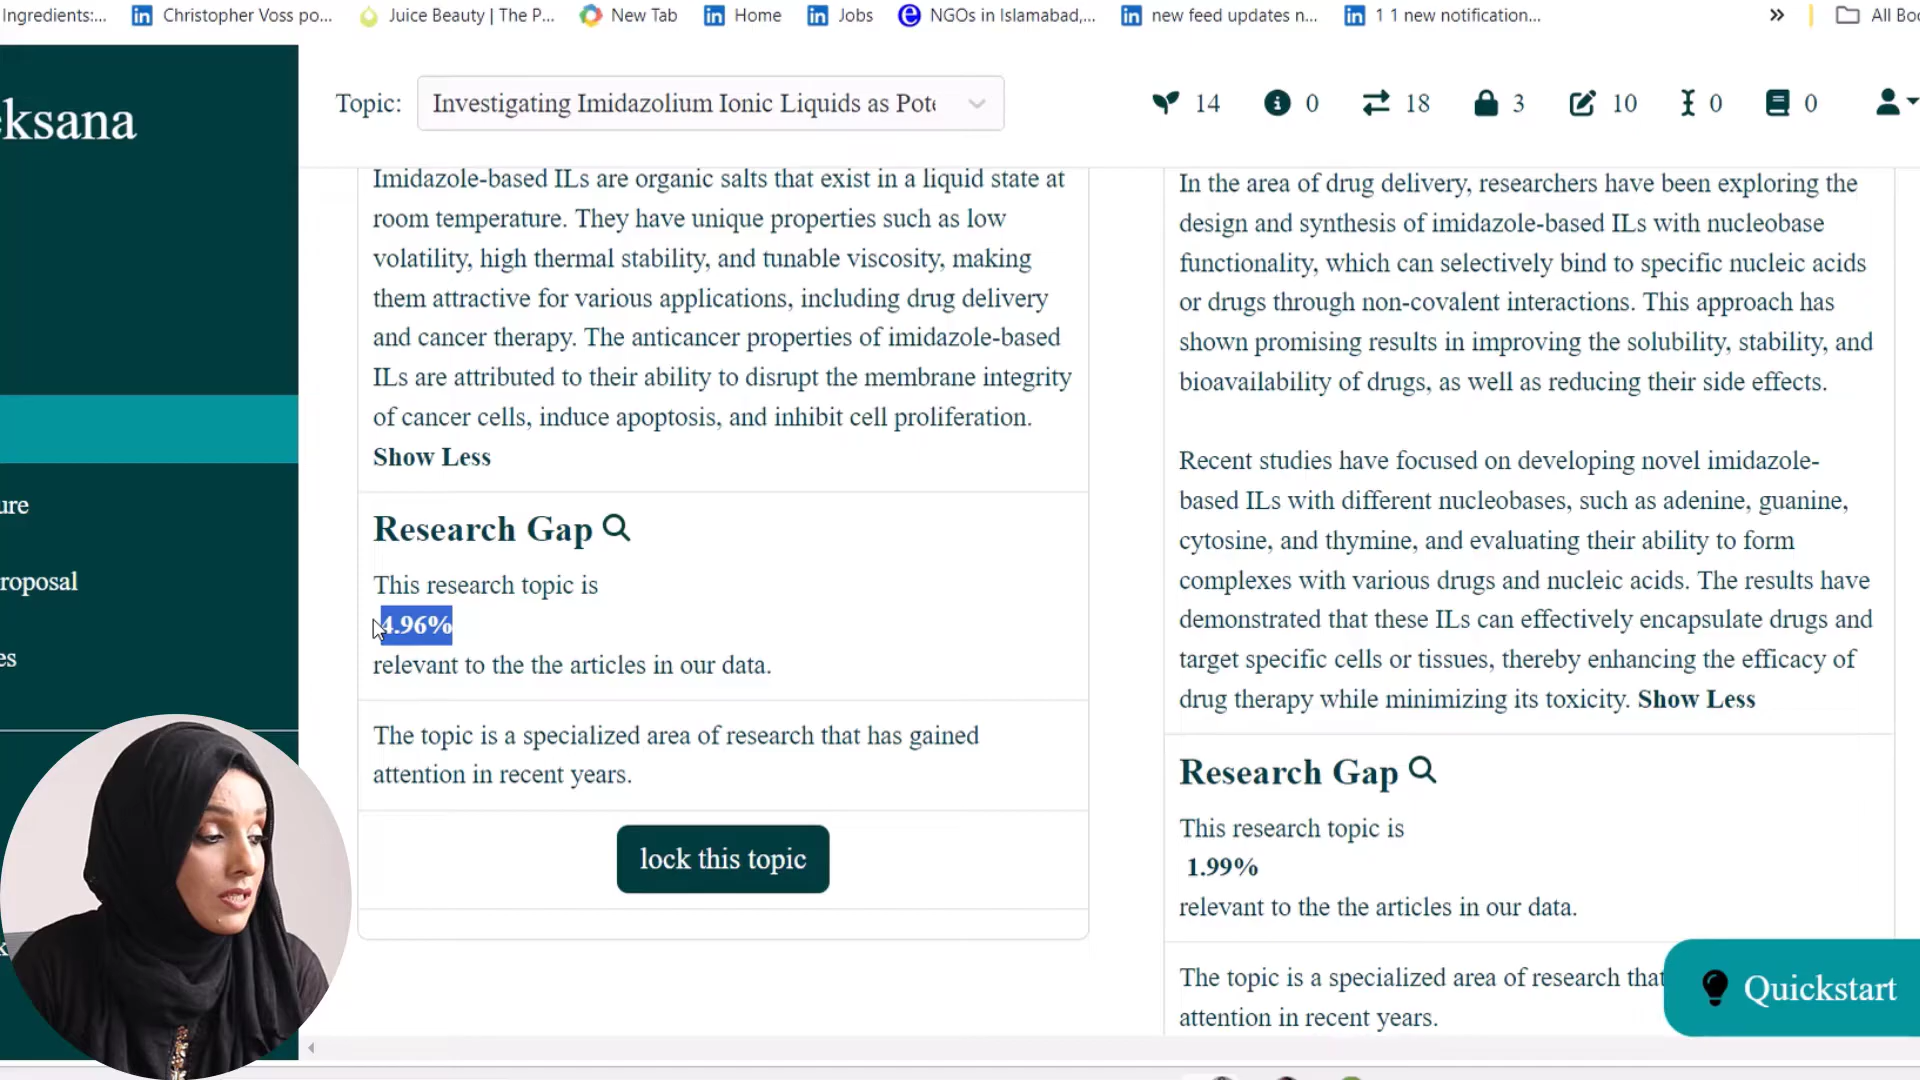 Ingredients:...
Christopher Voss po...
Juice Beauty | The P...
New Tab
Home
Jobs
NGOs in Islamabad,...
new feed updates n...
1 1 new notification...
All Boo
eksana
Topic:
Investigating Imidazolium Ionic Liquids as Pote
14
0
18
3
10
0
0
ure
roposal
es
Imidazole-based ILs are organic salts that exist in a liquid state at
room temperature. They have unique properties such as low
volatility, high thermal stability, and tunable viscosity, making
them attractive for various applications, including drug delivery
and cancer therapy. The anticancer properties of imidazole-based
ILs are attributed to their ability to disrupt the membrane integrity
of cancer cells, induce apoptosis, and inhibit cell proliferation.
Show Less
Research Gap
This research topic is
4.96%
relevant to the the articles in our data.
The topic is a specialized area of research that has gained
attention in recent years.
lock this topic
In the area of drug delivery, researchers have been exploring the
design and synthesis of imidazole-based ILs with nucleobase
functionality, which can selectively bind to specific nucleic acids
or drugs through non-covalent interactions. This approach has
shown promising results in improving the solubility, stability, and
bioavailability of drugs, as well as reducing their side effects.
Recent studies have focused on developing novel imidazole-
based ILs with different nucleobases, such as adenine, guanine,
cytosine, and thymine, and evaluating their ability to form
complexes with various drugs and nucleic acids. The results have
demonstrated that these ILs can effectively encapsulate drugs and
target specific cells or tissues, thereby enhancing the efficacy of
drug therapy while minimizing its toxicity. Show Less
Research Gap
This research topic is
1.99%
relevant to the the articles in our data.
The topic is a specialized area of research that
attention in recent years.
Quickstart